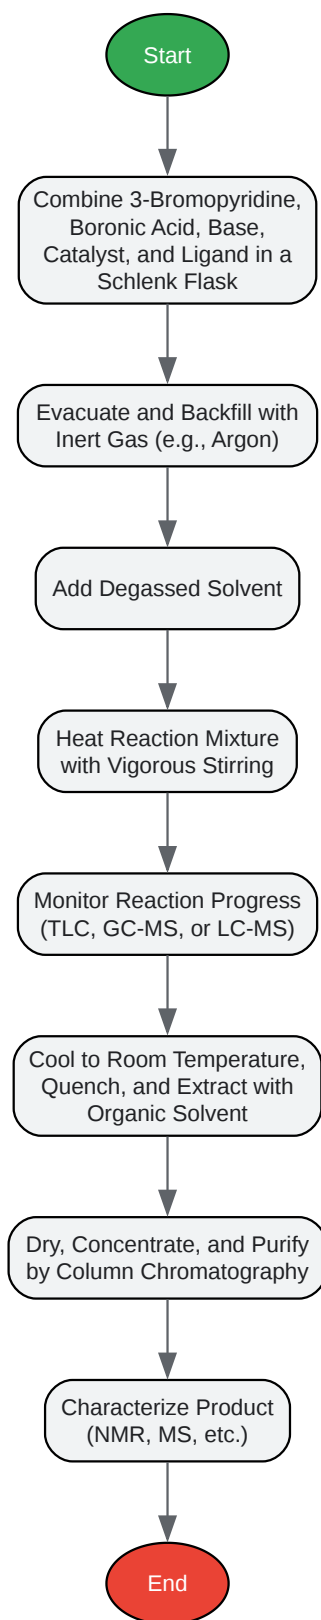 Start
Combine 3-Bromopyridine,
Boronic Acid, Base,
Catalyst, and Ligand in a
Schlenk Flask
Evacuate and Backfill with
Inert Gas (e.g., Argon)
Add Degassed Solvent
Heat Reaction Mixture
with Vigorous Stirring
Monitor Reaction Progress
(TLC, GC-MS, or LC-MS)
Cool to Room Temperature,
Quench, and Extract with
Organic Solvent
Dry, Concentrate, and Purify
by Column Chromatography
Characterize Product
(NMR, MS, etc.)
End